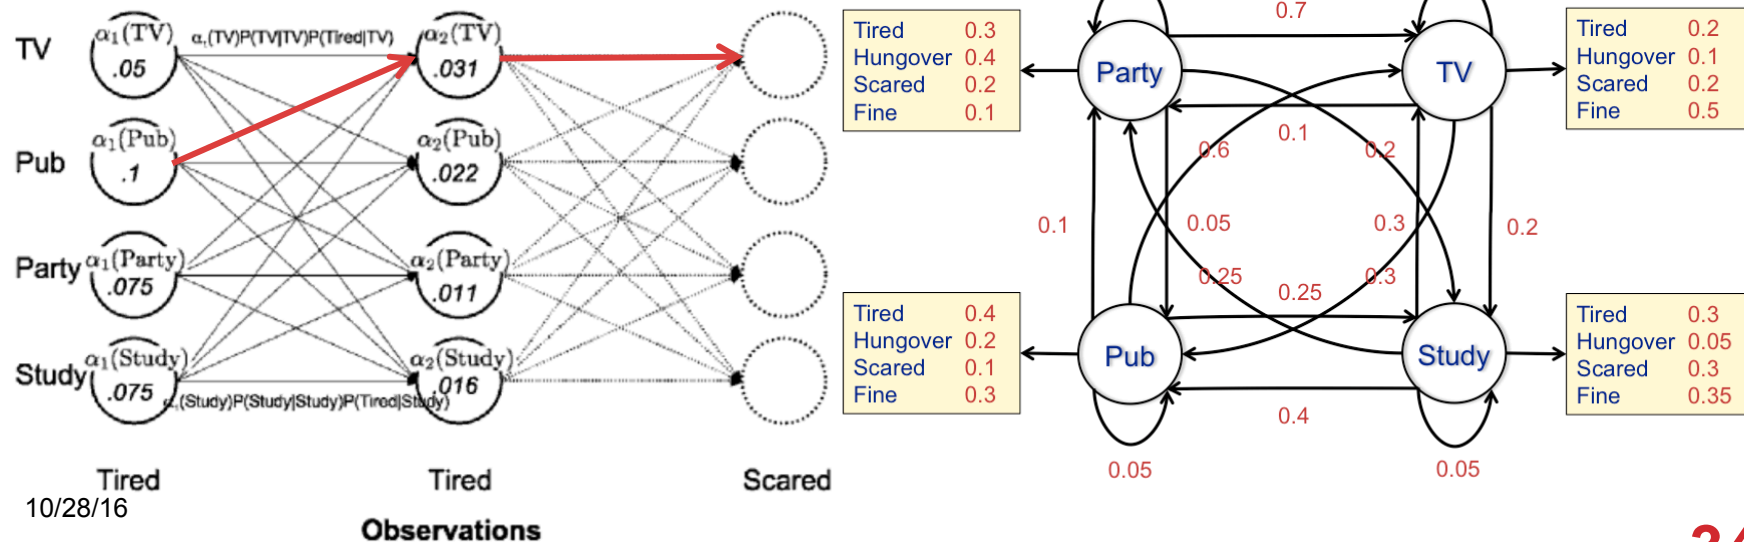 TV
α₁(TV)
.05
α₁(TV)P(TV|TV)P(Tired|TV)
α₂(TV)
.031
Pub
α₁(Pub)
.1
α₂(Pub)
.022
Party
α₁(Party)
.075
α₂(Party)
.011
Study
α₁(Study)
.075
α₂(Study)
.016
(Study)P(Study|Study)P(Tired|Study)
Tired
Tired
Scared
10/28/16
Observations
Tired 0.3
Hungover 0.4
Scared 0.2
Fine 0.1
Party
0.7
TV
Tired 0.2
Hungover 0.1
Scared 0.2
Fine 0.5
0.1
0.6
0.2
0.1
0.05
0.3
0.2
0.25
0.25
0.3
Tired 0.4
Hungover 0.2
Scared 0.1
Fine 0.3
Pub
Study
Tired 0.3
Hungover 0.05
Scared 0.3
Fine 0.35
0.4
0.05
0.05